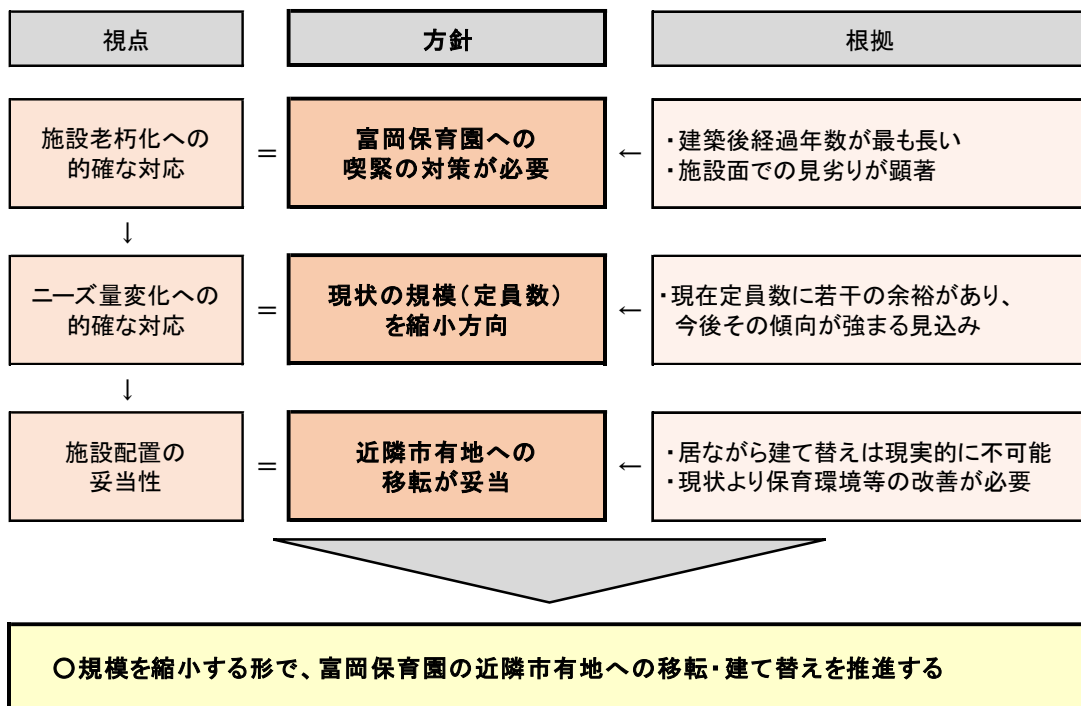 視点
方針
根拠
施設老朽化への
的確な対応
＝
富岡保育園への
喫緊の対策が必要
←
・建築後経過年数が最も長い
・施設面での見劣りが顕著
↓
ニーズ量変化への
的確な対応
＝
現状の規模（定員数）
を縮小方向
←
・現在定員数に若干の余裕があり、
今後その傾向が強まる見込み
↓
施設配置の
妥当性
＝
近隣市有地への
移転が妥当
←
・居ながら建て替えは現実的に不可能
・現状より保育環境等の改善が必要
○規模を縮小する形で、富岡保育園の近隣市有地への移転・建て替えを推進する